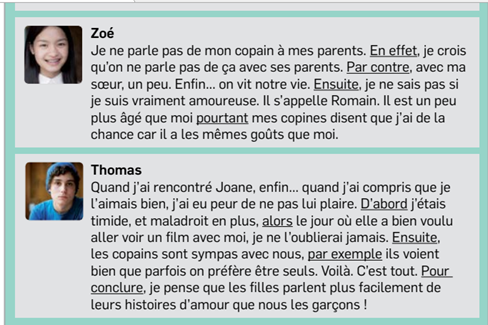 Zoé
Je ne parle pas de mon copain à mes parents. En effet, je crois
qu'on ne parle pas de ça avec ses parents. Par contre, avec ma
sœur, un peu. Enfin... on vit notre vie. Ensuite, je ne sais pas si
je suis vraiment amoureuse. Il s'appelle Romain. Il est un peu
plus âgé que moi pourtant mes copines disent que j'ai de la
chance car il a les mêmes goûts que moi.
Thomas
Quand j'ai rencontré Joane, enfin... quand j'ai compris que je
l'aimais bien, j'ai eu peur de ne pas lui plaire. D'abord j'étais
timide, et maladroit en plus, alors le jour où elle a bien voulu
aller voir un film avec moi, je ne l'oublierai jamais. Ensuite,
les copains sont sympas avec nous, par exemple ils voient
bien que parfois on préfère être seuls. Voilà. C'est tout. Pour
conclure, je pense que les filles parlent plus facilement de
leurs histoires d'amour que nous les garçons !